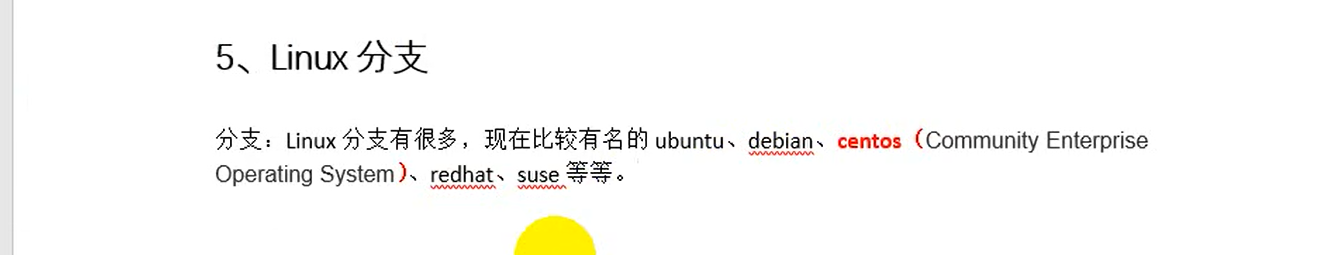 5、Linux 分支
分支：Linux 分支有很多，现在比较有名的 ubuntu、debian、centos（Community Enterprise
Operating System）、redhat、suse 等等。